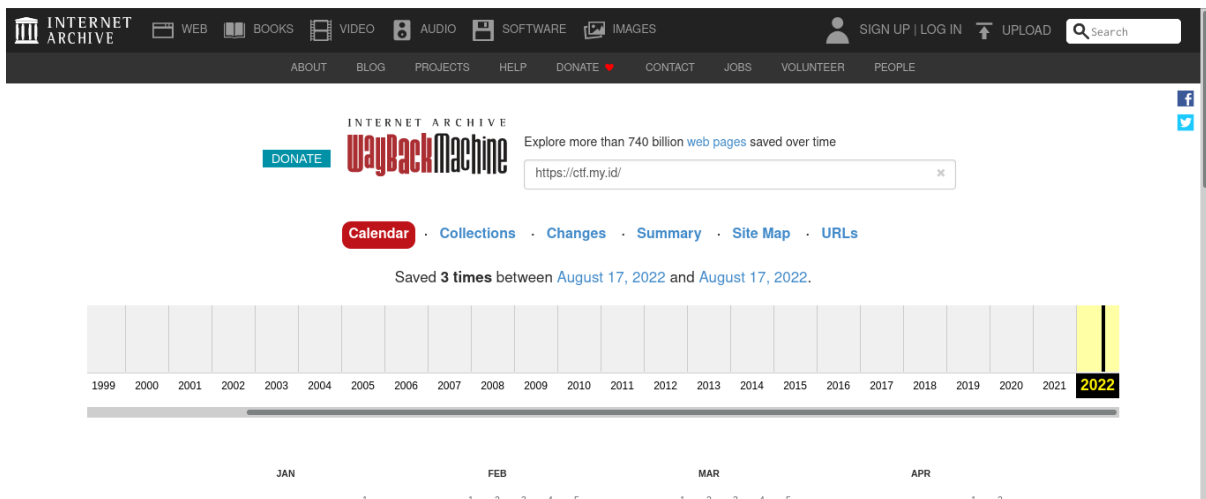 INTERNET ARCHIVE WEB BOOKS VIDEO AUDIO SOFTWARE IMAGES SIGN UP | LOG IN UPLOAD Search
ABOUT BLOG PROJECTS HELP DONATE CONTACT JOBS VOLUNTEER PEOPLE
INTERNET ARCHIVE
DONATE WayBackMachine Explore more than 740 billion web pages saved over time
https://ctf.my.id/ ×
Calendar · Collections · Changes · Summary · Site Map · URLs
Saved 3 times between August 17, 2022 and August 17, 2022.
1999 2000 2001 2002 2003 2004 2005 2006 2007 2008 2009 2010 2011 2012 2013 2014 2015 2016 2017 2018 2019 2020 2021 2022
JAN FEB MAR APR